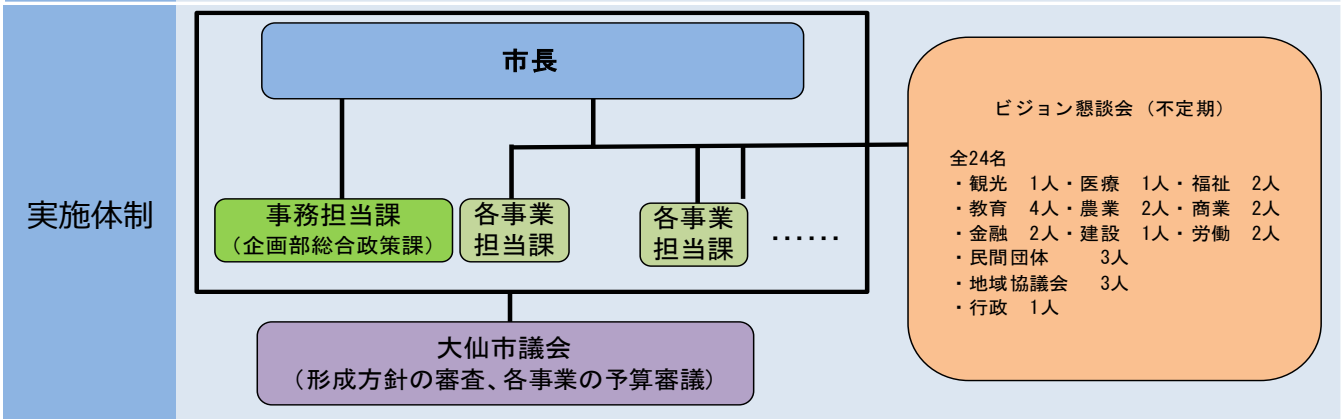 実施体制
市長
事務担当課
（企画部総合政策課）
各事業
担当課
各事業
担当課
……
大仙市議会
（形成方針の審査、各事業の予算審議）
ビジョン懇談会（不定期）
全24名
・観光　1人・医療　1人・福祉　2人
・教育　4人・農業　2人・商業　2人
・金融　2人・建設　1人・労働　2人
・民間団体　　3人
・地域協議会　3人
・行政　1人